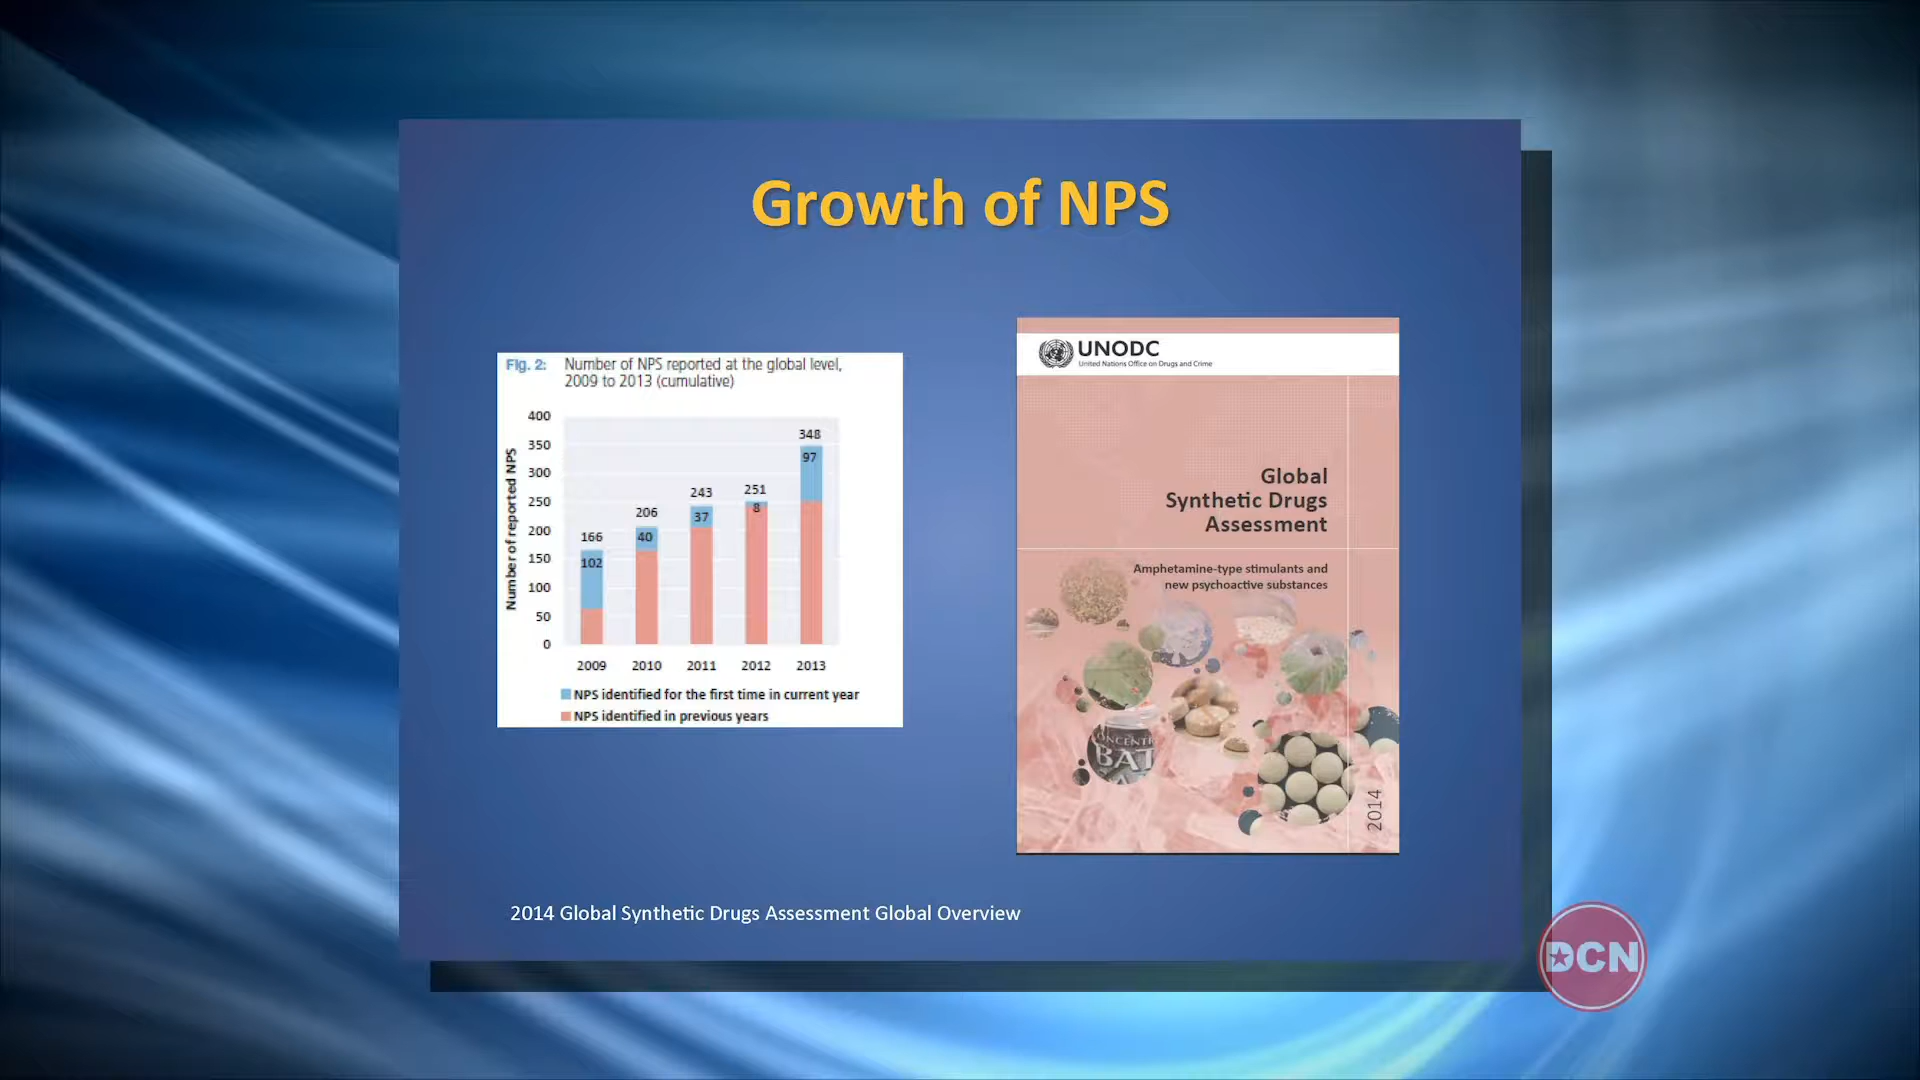 Growth of NPS
Fig. 2: Number of NPS reported at the global level,
2009 to 2013 (cumulative)
Number of reported NPS
400
350
300
250
200
150
100
50
0
166
102
206
40
243
37
251
8
348
97
2009 2010 2011 2012 2013
NPS identified for the first time in current year
NPS identified in previous years
UNODC
United Nations Office on Drugs and Crime
Global
Synthetic Drugs
Assessment
Amphetamine-type stimulants and
new psychoactive substances
ONCENTR
BAT
2014
2014 Global Synthetic Drugs Assessment Global Overview
DCN